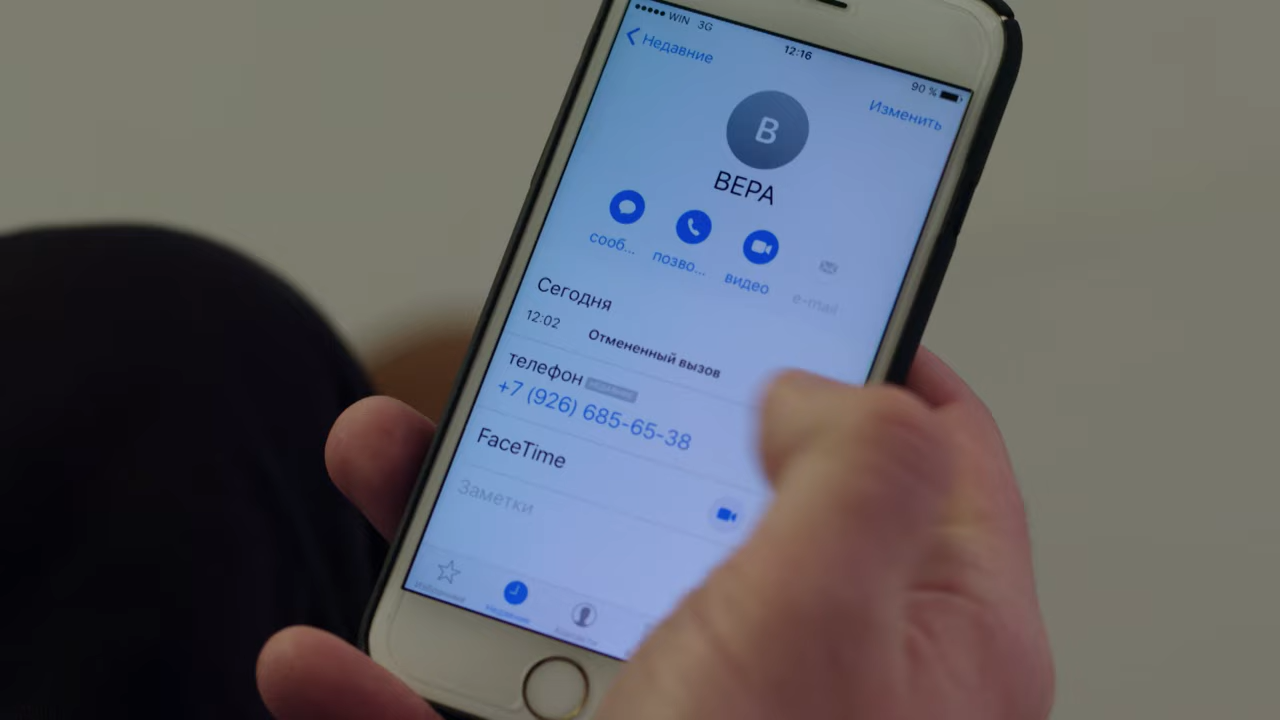 WIN 3G
12:16
90 %
Недавние
Изменить
В
ВЕРА
сооб...
позво...
видео
e-mail
Сегодня
12:02 Отмененный вызов
телефон
+7 (926) 685-65-38
FaceTime
Заметки